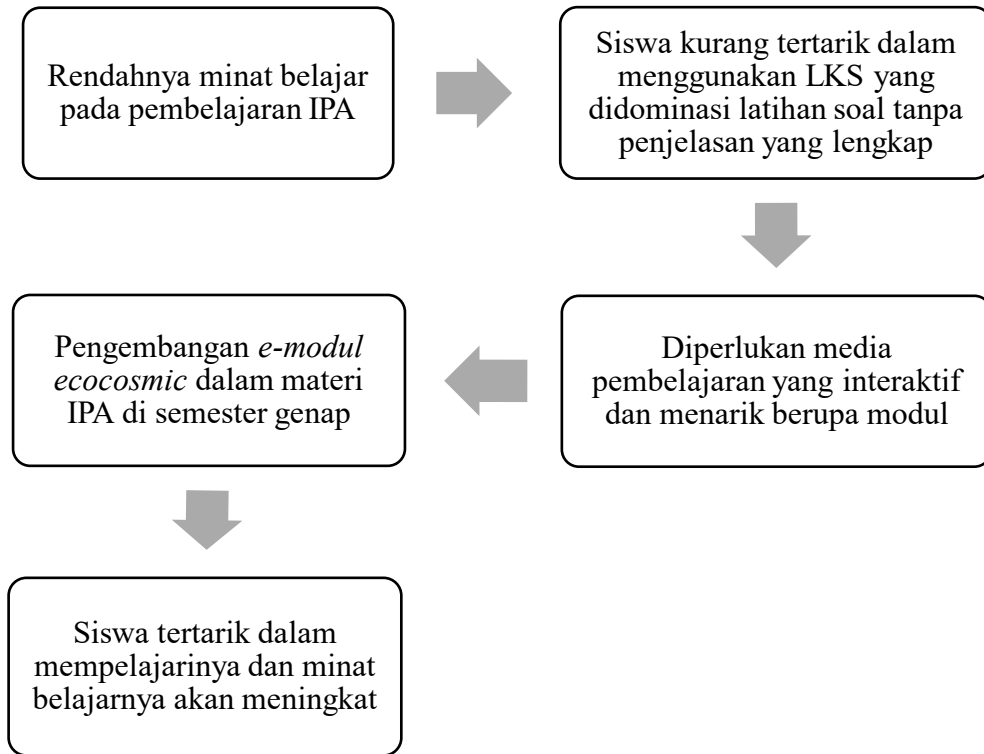 Rendahnya minat belajar
pada pembelajaran IPA
Siswa kurang tertarik dalam
menggunakan LKS yang
didominasi latihan soal tanpa
penjelasan yang lengkap
Diperlukan media
pembelajaran yang interaktif
dan menarik berupa modul
Pengembangan e-modul
ecocosmic dalam materi
IPA di semester genap
Siswa tertarik dalam
mempelajarinya dan minat
belajarnya akan meningkat